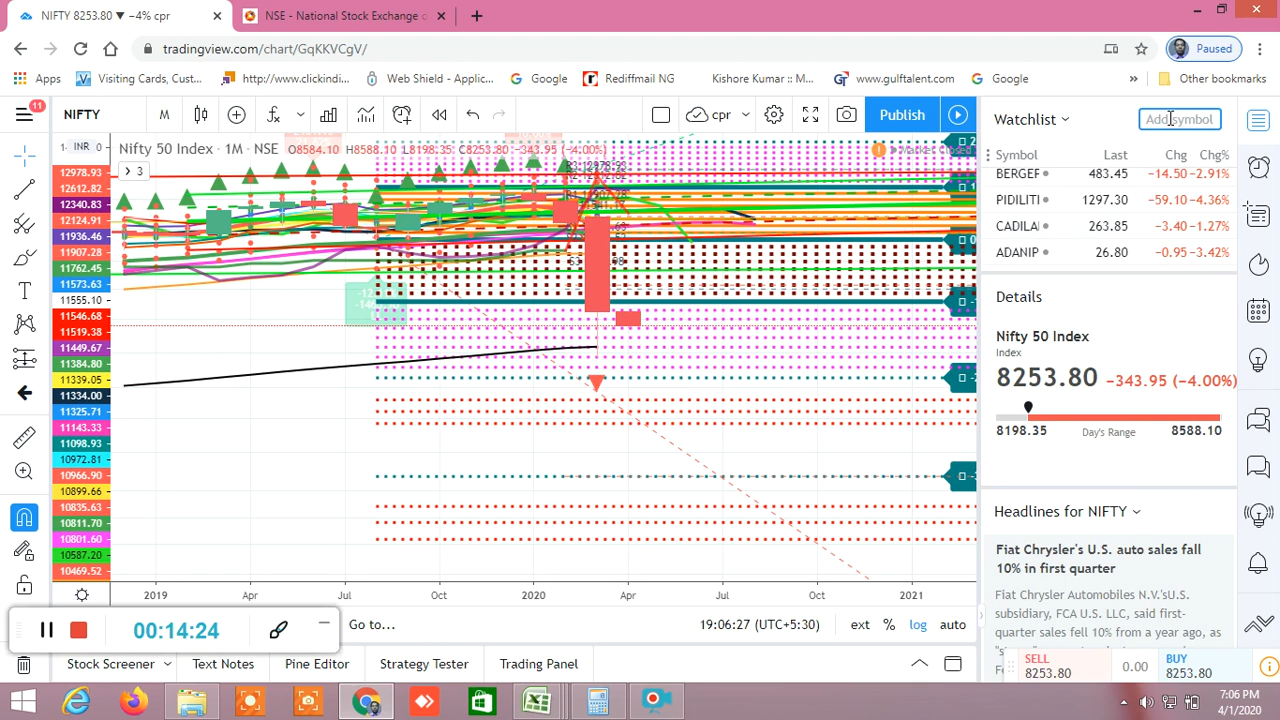 NIFTY 8253.80 ▼ −4% cpr
NSE - National Stock Exchange o
tradingview.com/chart/GqKKVCgV/
Paused
Apps
Visiting Cards, Cust...
http://www.clickindi...
Web Shield - Applic...
Google
Rediffmail NG
Kishore Kumar :: M...
www.gulftalent.com
Google
»
Other bookmarks
11
NIFTY
M
cpr
Publish
Watchlist
Add symbol
INR
0
Nifty 50 Index · 1M · NSE O8584.10 H8588.10 L8198.35 C8253.80 −343.95 (−4.00%)
Market Closed
3
Symbol Last Chg Chg%
BERGEF 483.45 −14.50 −2.91%
PIDILITI 1297.30 −59.10 −4.36%
CADILA 263.85 −3.40 −1.27%
ADANIP 26.80 −0.95 −3.42%
12978.93
12612.82
12340.83
12124.91
11936.46
11907.28
11762.45
11573.63
11555.10
11546.68
11519.38
11449.67
11384.80
11339.05
11334.00
11325.71
11143.33
11098.93
10972.81
10966.90
10899.66
10835.63
10811.70
10801.60
10587.20
10469.52
Details
Nifty 50 Index
Index
8253.80 −343.95 (−4.00%)
8198.35 Day's Range 8588.10
Headlines for NIFTY
Fiat Chrysler's U.S. auto sales fall
10% in first quarter
Fiat Chrysler Automobiles N.V.'sU.S.
subsidiary, FCA U.S. LLC, said first-
quarter sales fell 10% from a year ago, as
2019 Apr Jul Oct 2020 Apr Jul Oct 2021
00:14:24
Go to...
19:06:27 (UTC+5:30)
ext % log auto
Stock Screener
Text Notes
Pine Editor
Strategy Tester
Trading Panel
SELL
8253.80
0.00
BUY
8253.80
7:06 PM
4/1/2020